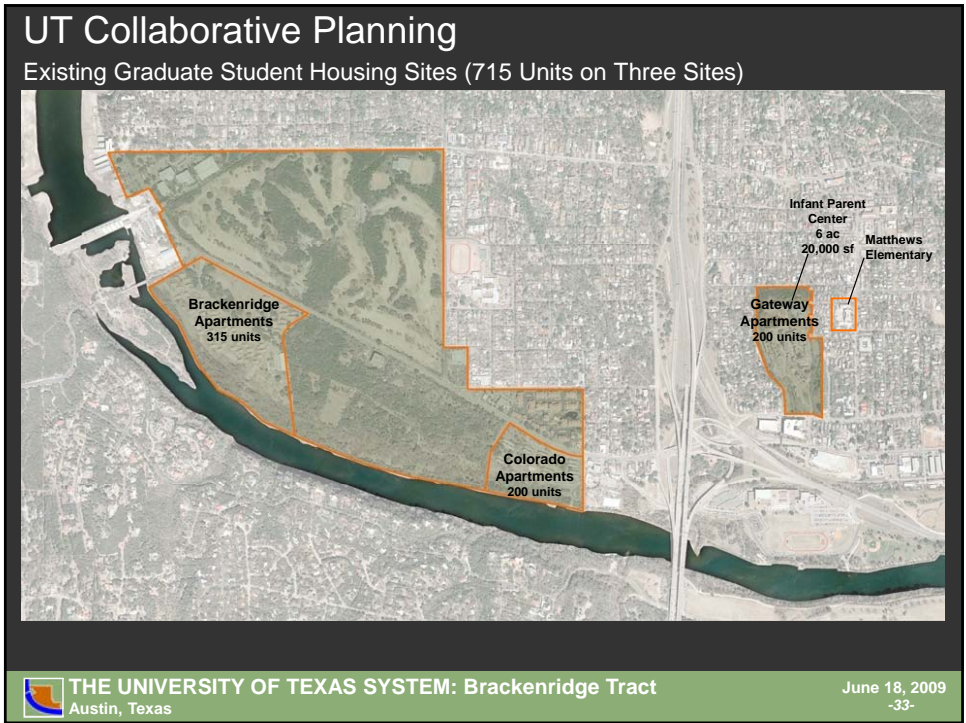 UT Collaborative Planning
Existing Graduate Student Housing Sites (715 Units on Three Sites)
Infant Parent
Center
6 ac
20,000 sf
Matthews
Elementary
Brackenridge
Apartments
315 units
Gateway
Apartments
200 units
Colorado
Apartments
200 units
THE UNIVERSITY OF TEXAS SYSTEM: Brackenridge Tract
Austin, Texas
June 18, 2009
-33-